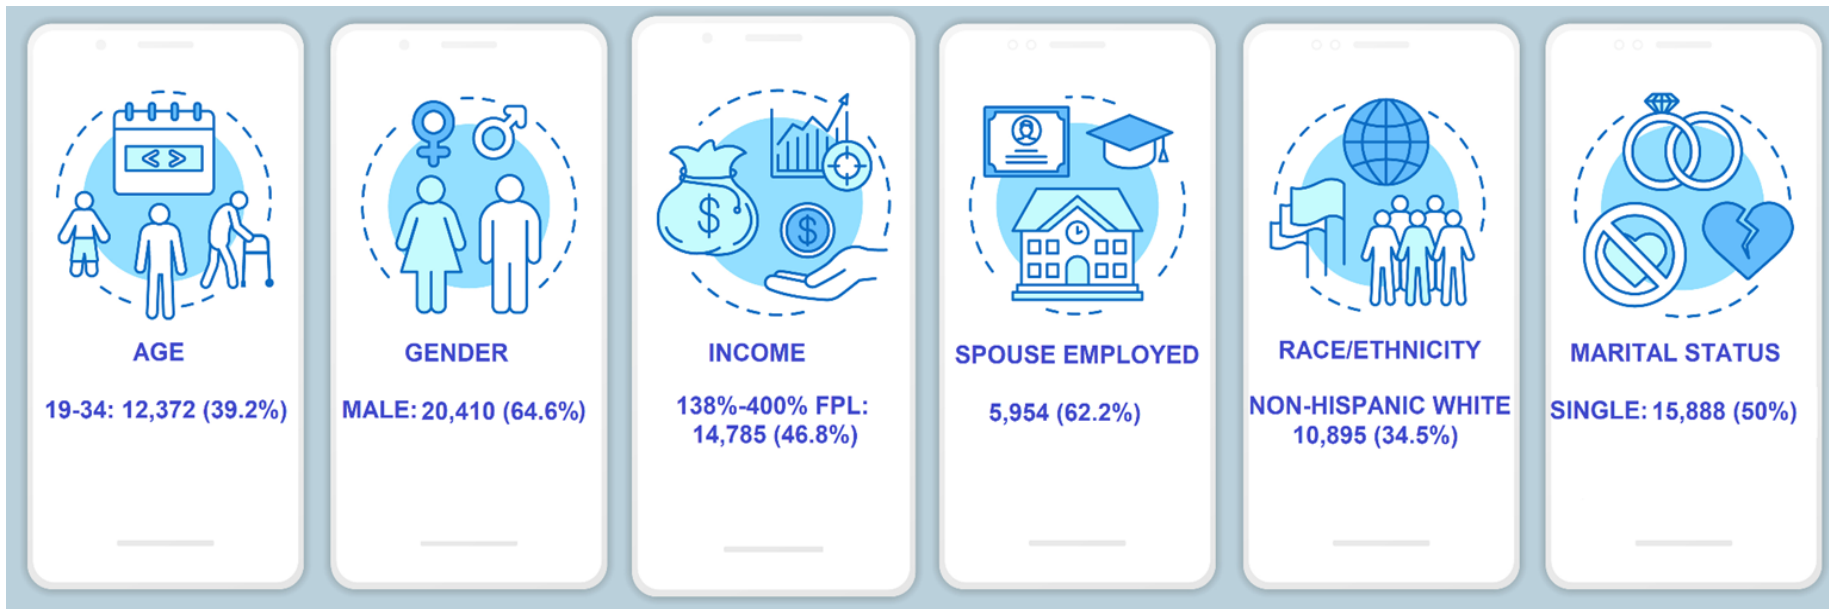 AGE
19-34: 12,372 (39.2%)
GENDER
MALE: 20,410 (64.6%)
INCOME
138%-400% FPL:
14,785 (46.8%)
SPOUSE EMPLOYED
5,954 (62.2%)
RACE/ETHNICITY
NON-HISPANIC WHITE
10,895 (34.5%)
MARITAL STATUS
SINGLE: 15,888 (50%)